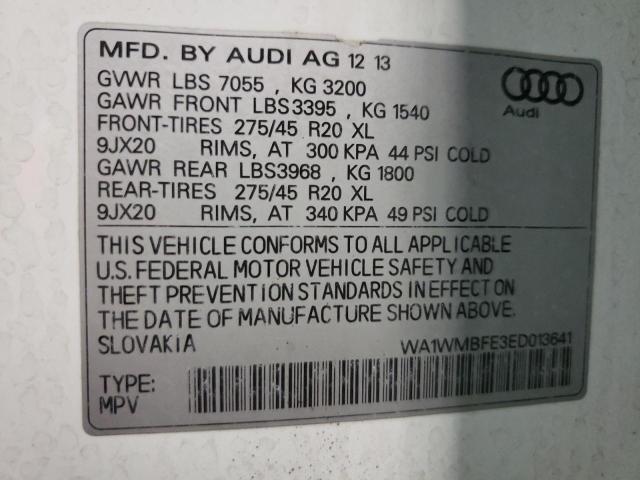 MFD. BY AUDI AG 12 13
GVWR LBS 7055 , KG 3200
GAWR FRONT LBS3395 , KG 1540
FRONT-TIRES 275/45 R20 XL
9JX20 RIMS, AT 300 KPA 44 PSI COLD
GAWR REAR LBS3968 , KG 1800
REAR-TIRES 275/45 R20 XL
9JX20 RIMS, AT 340 KPA 49 PSI COLD
Audi
THIS VEHICLE CONFORMS TO ALL APPLICABLE
U.S. FEDERAL MOTOR VEHICLE SAFETY AND
THEFT PREVENTION STANDARDS IN EFFECT ON
THE DATE OF MANUFACTURE SHOWN ABOVE.
SLOVAKIA WA1WMBFE3ED013641
TYPE:
MPV